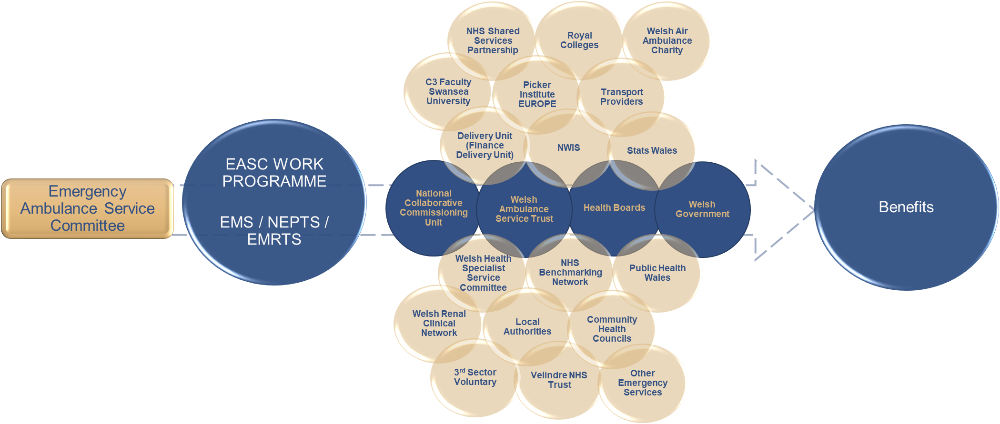 Emergency
Ambulance Service
Committee
EASC WORK
PROGRAMME
EMS / NEPTS /
EMRTS
NHS Shared
Services
Partnership
Royal
Colleges
Welsh Air
Ambulance
Charity
C3 Faculty
Swansea
University
Picker
Institute
EUROPE
Transport
Providers
Delivery Unit
(Finance
Delivery Unit)
NWIS
Stats Wales
National
Collaborative
Commissioning
Unit
Welsh
Ambulance
Service Trust
Health Boards
Welsh
Government
Welsh Health
Specialist
Service
Committee
NHS
Benchmarking
Network
Public Health
Wales
Welsh Renal
Clinical
Network
Local
Authorities
Community
Health
Councils
3rd Sector
Voluntary
Velindre NHS
Trust
Other
Emergency
Services
Benefits